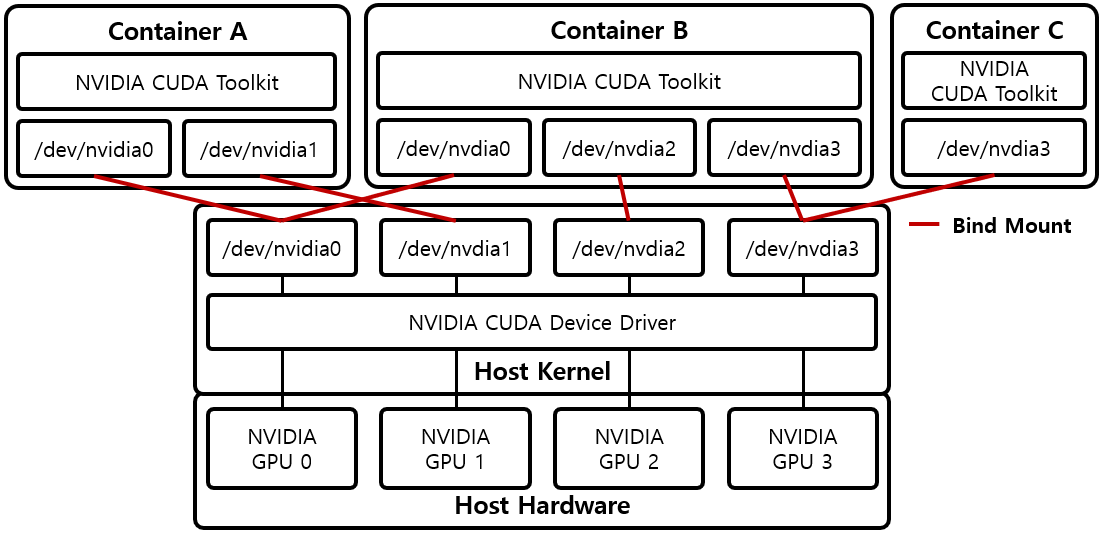 Container A
NVIDIA CUDA Toolkit
/dev/nvidia0
/dev/nvidia1
Container B
NVIDIA CUDA Toolkit
/dev/nvdia0
/dev/nvdia2
/dev/nvdia3
Container C
NVIDIA
CUDA Toolkit
/dev/nvdia3
Bind Mount
/dev/nvidia0
/dev/nvdia1
/dev/nvdia2
/dev/nvdia3
NVIDIA CUDA Device Driver
Host Kernel
NVIDIA
GPU 0
NVIDIA
GPU 1
NVIDIA
GPU 2
NVIDIA
GPU 3
Host Hardware